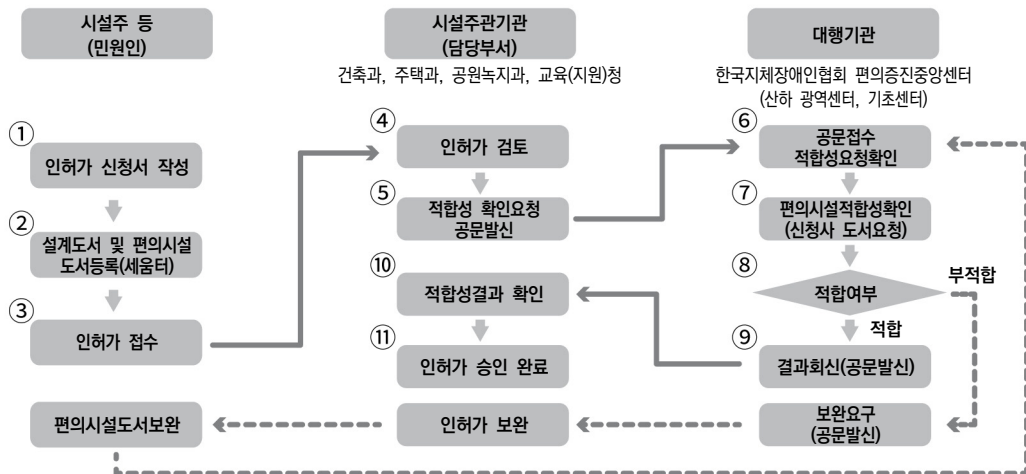 시설주 등
(민원인)
시설주관기관
(담당부서)
건축과, 주택과, 공원녹지과, 교육(지원)청
대행기관
한국지체장애인협회 편의증진중앙센터
(산하 광역센터, 기초센터)
①
인허가 신청서 작성
②
설계도서 및 편의시설
도서등록(세움터)
③
인허가 접수
④
인허가 검토
⑤
적합성 확인요청
공문발신
⑥
공문접수
적합성요청확인
⑦
편의시설적합성확인
(신청사 도서요청)
⑧
적합여부
부적합
적합
⑨
결과회신(공문발신)
⑩
적합성결과 확인
⑪
인허가 승인 완료
보완요구
(공문발신)
인허가 보완
편의시설도서보완